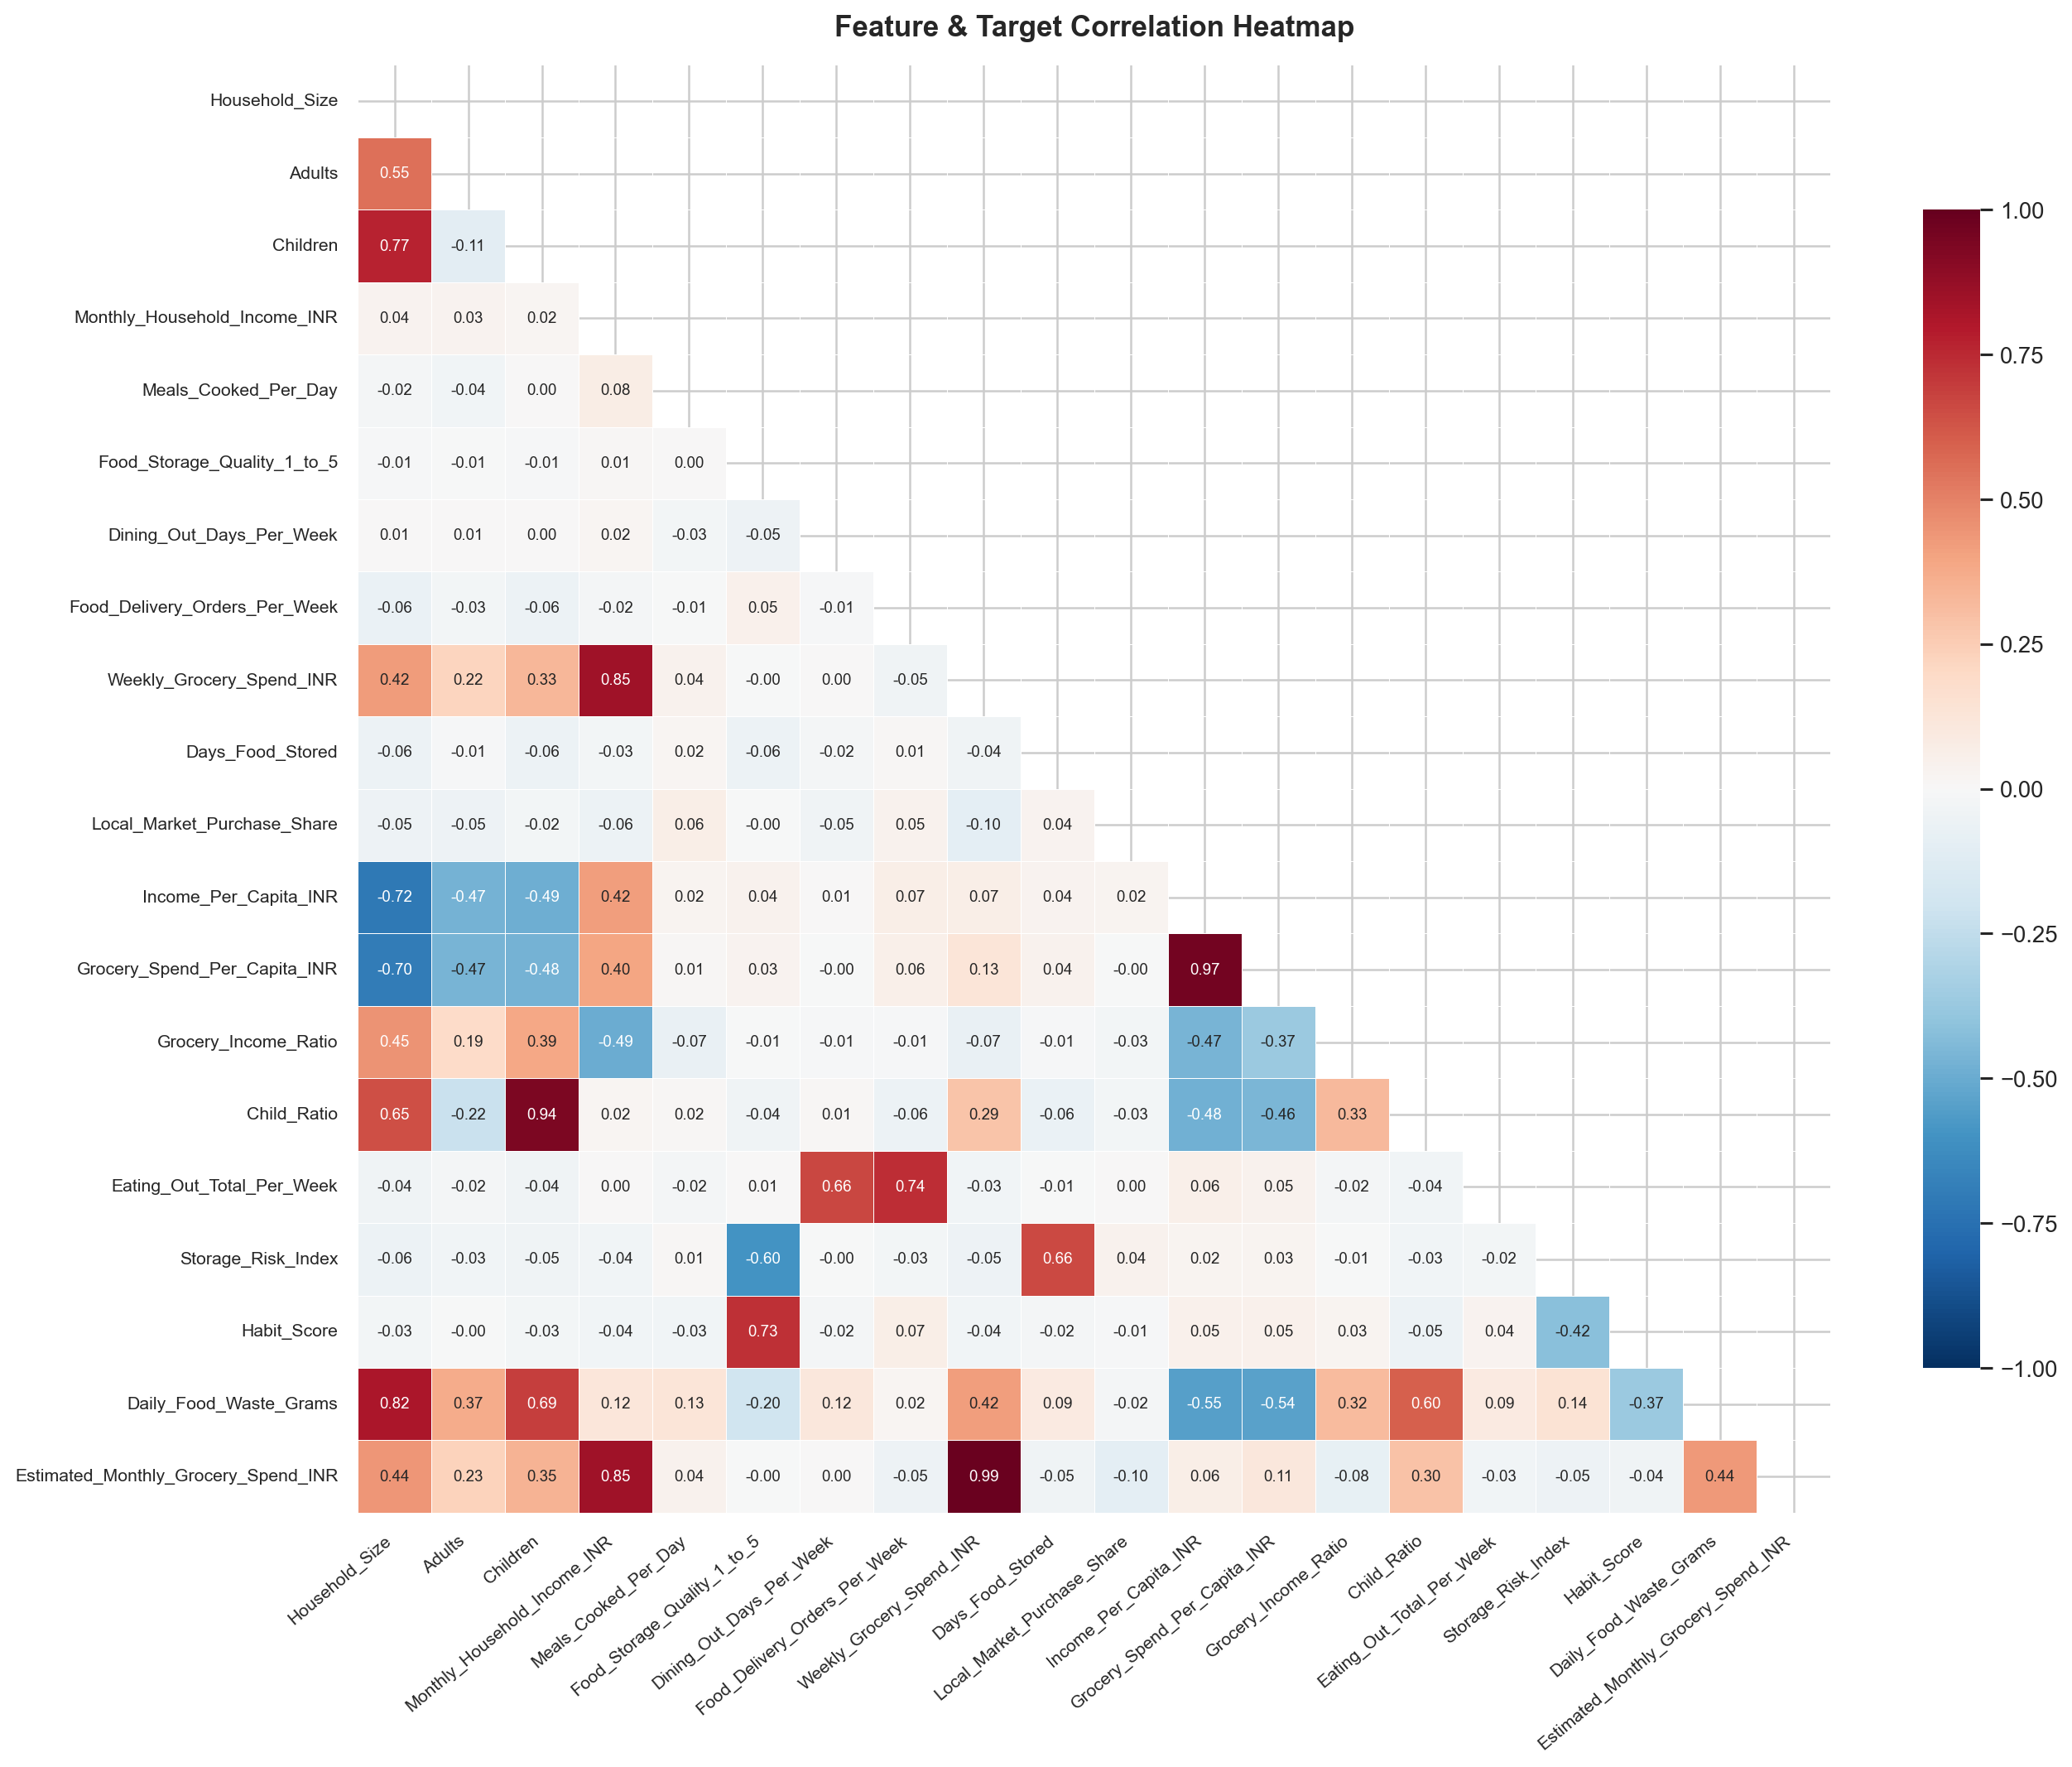 Feature & Target Correlation Heatmap
Household_Size
Adults 0.55
Children 0.77 -0.11
Monthly_Household_Income_INR 0.04 0.03 0.02
Meals_Cooked_Per_Day -0.02 -0.04 0.00 0.08
Food_Storage_Quality_1_to_5 -0.01 -0.01 -0.01 0.01 0.00
Dining_Out_Days_Per_Week 0.01 0.01 0.00 0.02 -0.03 -0.05
Food_Delivery_Orders_Per_Week -0.06 -0.03 -0.06 -0.02 -0.01 0.05 -0.01
Weekly_Grocery_Spend_INR 0.42 0.22 0.33 0.85 0.04 -0.00 0.00 -0.05
Days_Food_Stored -0.06 -0.01 -0.06 -0.03 0.02 -0.06 -0.02 0.01 -0.04
Local_Market_Purchase_Share -0.05 -0.05 -0.02 -0.06 0.06 -0.00 -0.05 0.05 -0.10 0.04
Income_Per_Capita_INR -0.72 -0.47 -0.49 0.42 0.02 0.04 0.01 0.07 0.07 0.04 0.02
Grocery_Spend_Per_Capita_INR -0.70 -0.47 -0.48 0.40 0.01 0.03 -0.00 0.06 0.13 0.04 -0.00 0.97
Grocery_Income_Ratio 0.45 0.19 0.39 -0.49 -0.07 -0.01 -0.01 -0.01 -0.07 -0.01 -0.03 -0.47 -0.37
Child_Ratio 0.65 -0.22 0.94 0.02 0.02 -0.04 0.01 -0.06 0.29 -0.06 -0.03 -0.48 -0.46 0.33
Eating_Out_Total_Per_Week -0.04 -0.02 -0.04 0.00 -0.02 0.01 0.66 0.74 -0.03 -0.01 0.00 0.06 0.05 -0.02 -0.04
Storage_Risk_Index -0.06 -0.03 -0.05 -0.04 0.01 -0.60 -0.00 -0.03 -0.05 0.66 0.04 0.02 0.03 -0.01 -0.03 -0.02
Habit_Score -0.03 -0.00 -0.03 -0.04 -0.03 0.73 -0.02 0.07 -0.04 -0.02 -0.01 0.05 0.05 0.03 -0.05 0.04 -0.42
Daily_Food_Waste_Grams 0.82 0.37 0.69 0.12 0.13 -0.20 0.12 0.02 0.42 0.09 -0.02 -0.55 -0.54 0.32 0.60 0.09 0.14 -0.37
Estimated_Monthly_Grocery_Spend_INR 0.44 0.23 0.35 0.85 0.04 -0.00 0.00 -0.05 0.99 -0.05 -0.10 0.06 0.11 -0.08 0.30 -0.03 -0.05 -0.04 0.44
Household_Size
Adults
Children
Monthly_Household_Income_INR
Meals_Cooked_Per_Day
Food_Storage_Quality_1_to_5
Dining_Out_Days_Per_Week
Food_Delivery_Orders_Per_Week
Weekly_Grocery_Spend_INR
Days_Food_Stored
Local_Market_Purchase_Share
Income_Per_Capita_INR
Grocery_Spend_Per_Capita_INR
Grocery_Income_Ratio
Child_Ratio
Eating_Out_Total_Per_Week
Storage_Risk_Index
Habit_Score
Daily_Food_Waste_Grams
Estimated_Monthly_Grocery_Spend_INR
1.00
0.75
0.50
0.25
0.00
−0.25
−0.50
−0.75
−1.00